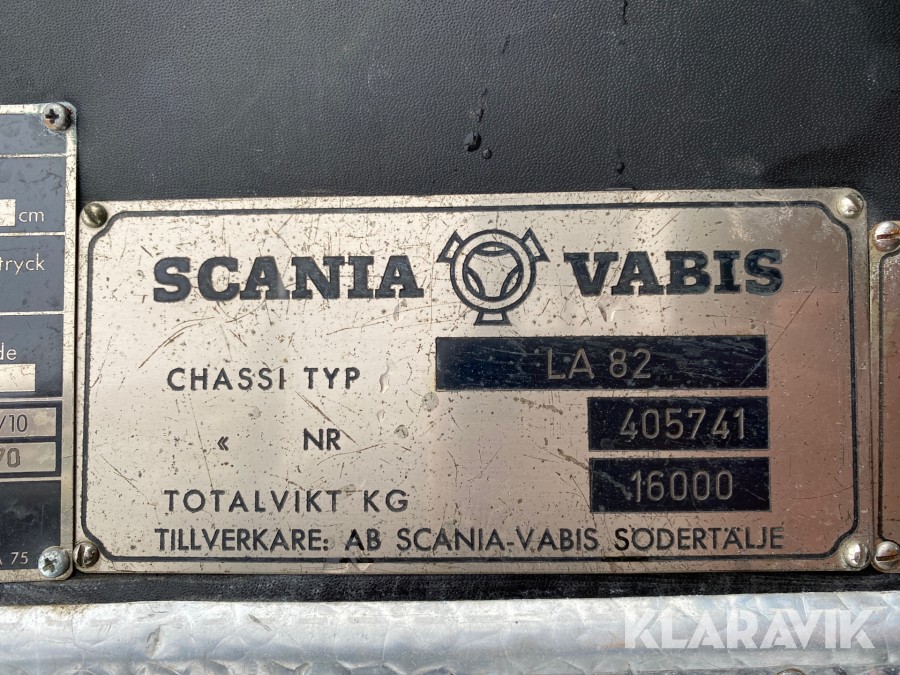 cm
tryck
de
/10
70
A 75
SCANIA VABIS
CHASSI TYP LA 82
« NR 405741
TOTALVIKT KG 16000
TILLVERKARE: AB SCANIA-VABIS SÖDERTÄLJE
KLARAVIK